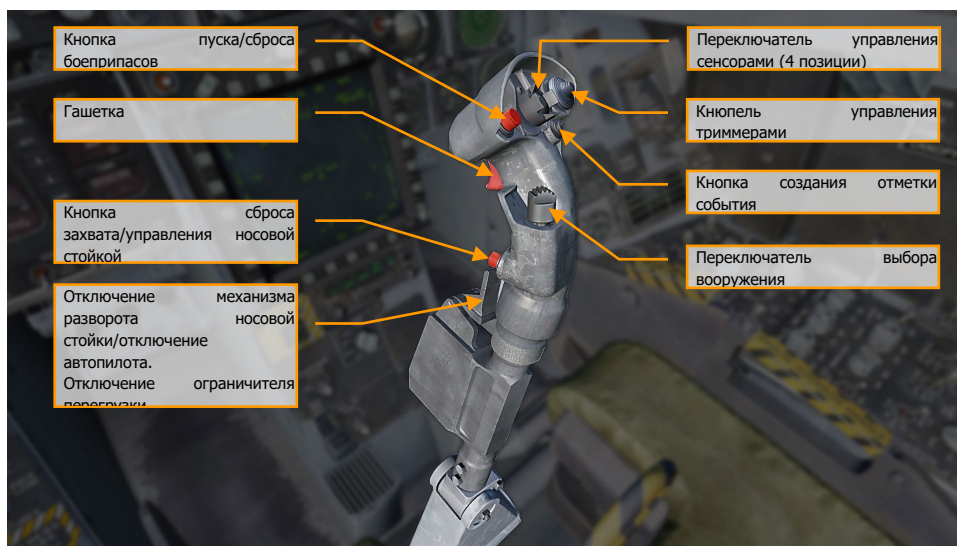 Кнопка пуска/сброса
боеприпасов
Гашетка
Кнопка сброса
захвата/управления носовой
стойкой
Отключение механизма
разворота носовой
стойки/отключение
автопилота.
Отключение ограничителя
перегрузки
Переключатель управления
сенсорами (4 позиции)
Кнюпель управления
триммерами
Кнопка создания отметки
события
Переключатель выбора
вооружения